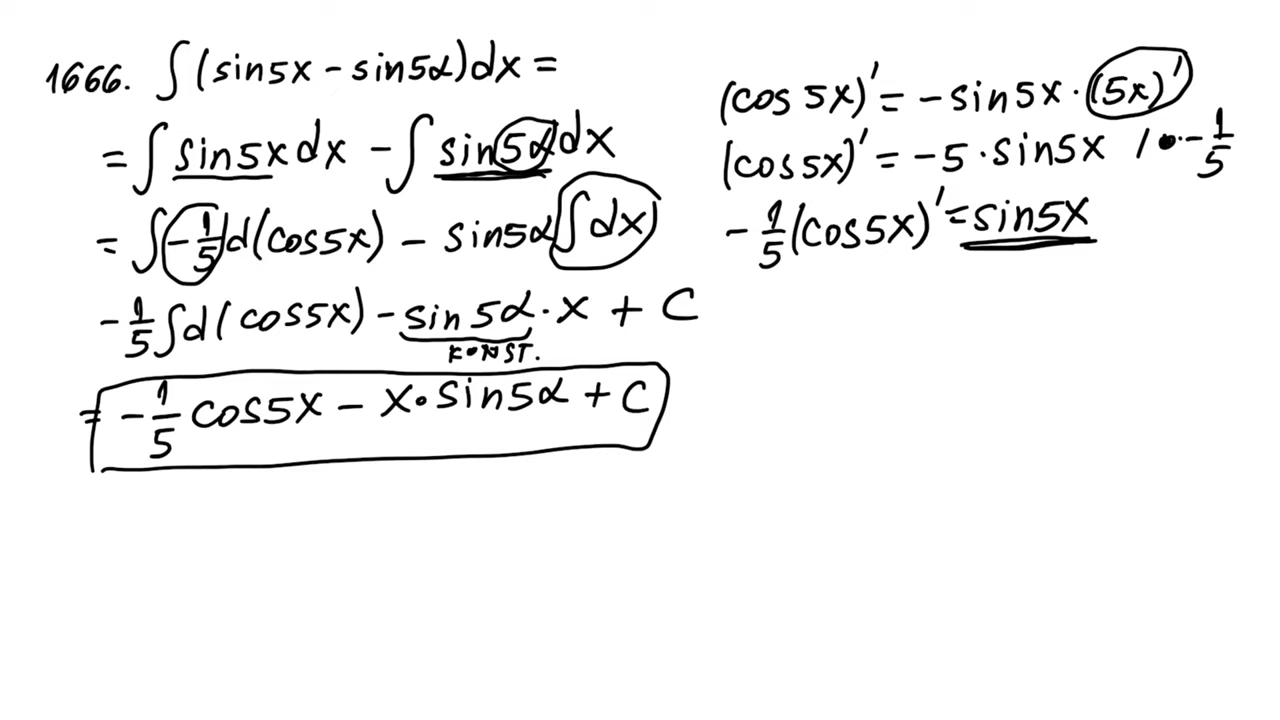 1666. ∫(sin5x - sin5α)dx =
= ∫sin5x dx - ∫sin5α dx
= ∫-1/5 d(cos5x) - sin5α ∫dx
-1/5 ∫d(cos5x) - sin5α · x + C
KONST.
= -1/5 cos5x - x · sin5α + C
(cos 5x)' = -sin5x · (5x)'
(cos5x)' = -5 · sin5x / · -1/5
-1/5 (cos5x)' = sin5x